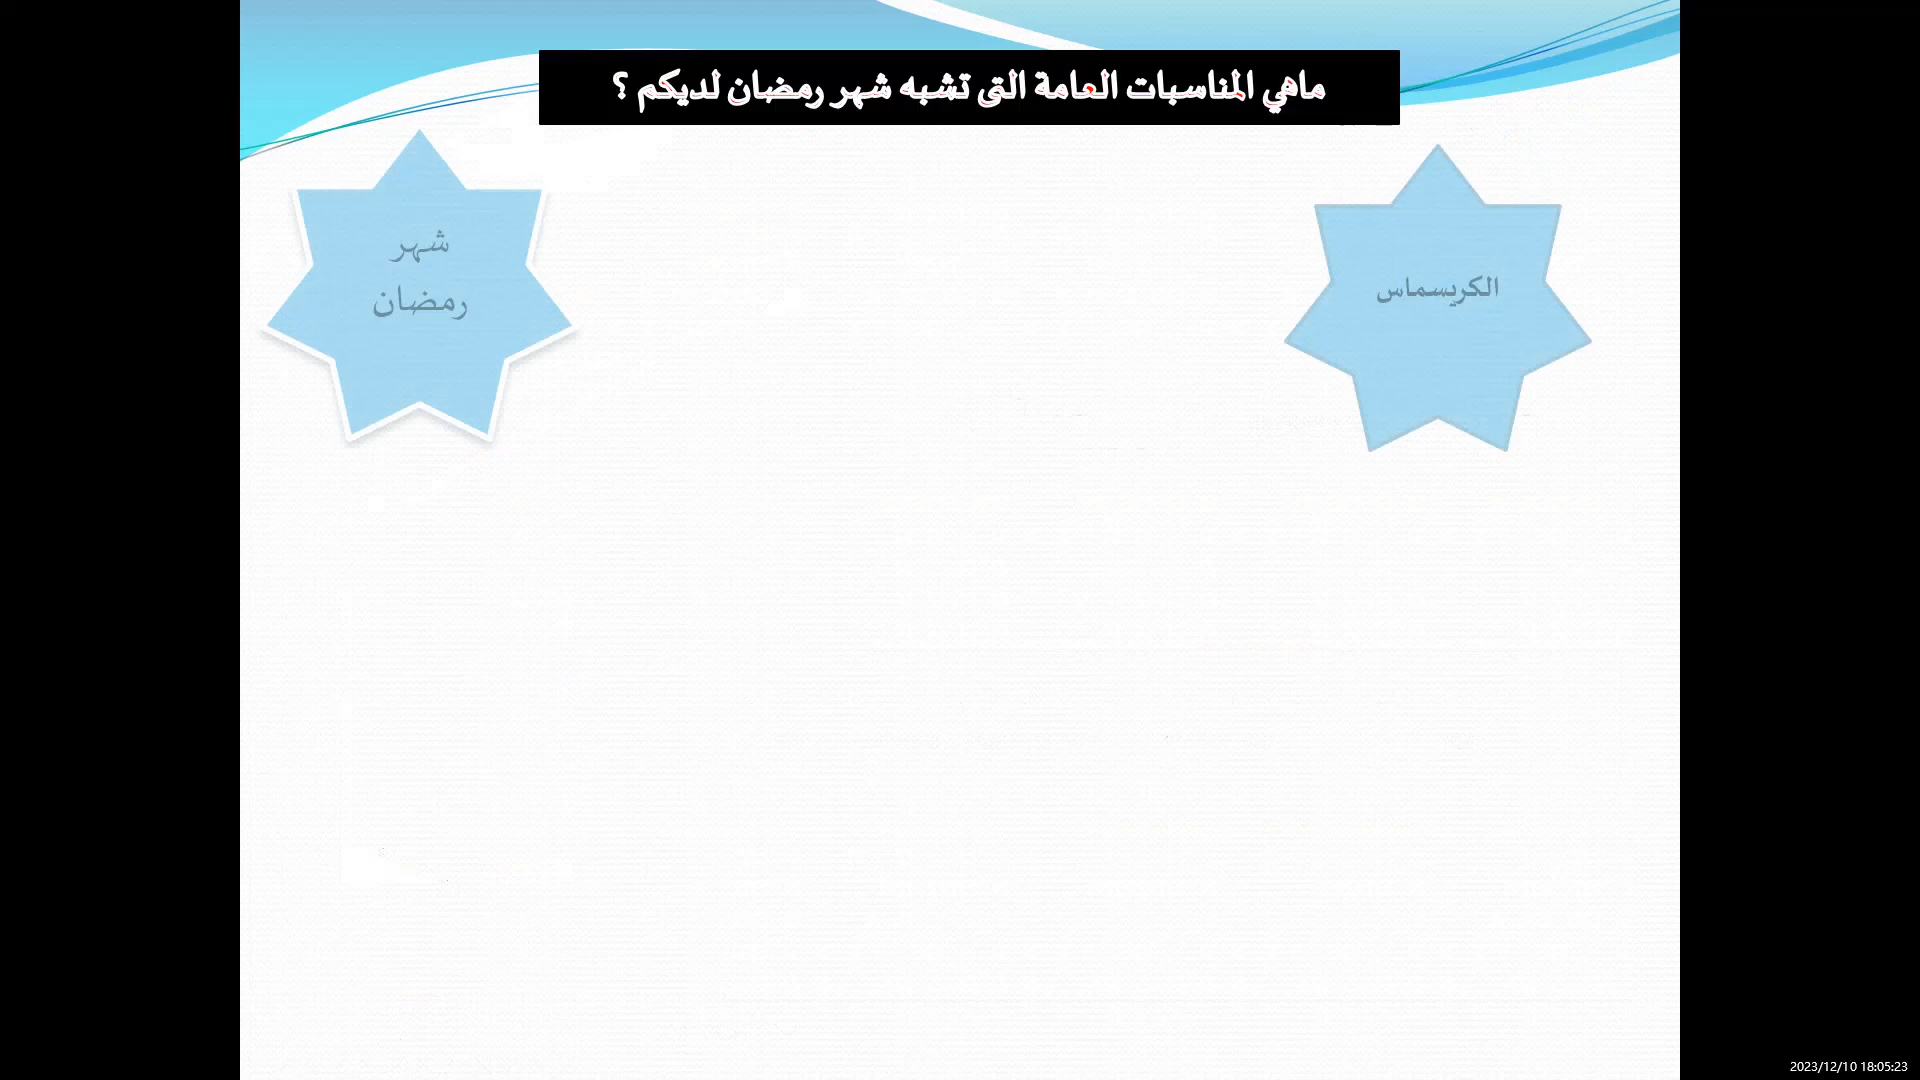 ماهي المناسبات العامة التى تشبه شهر رمضان لديكم ؟
الكريسماس
شهر
رمضان
2023/12/10 18:05:23